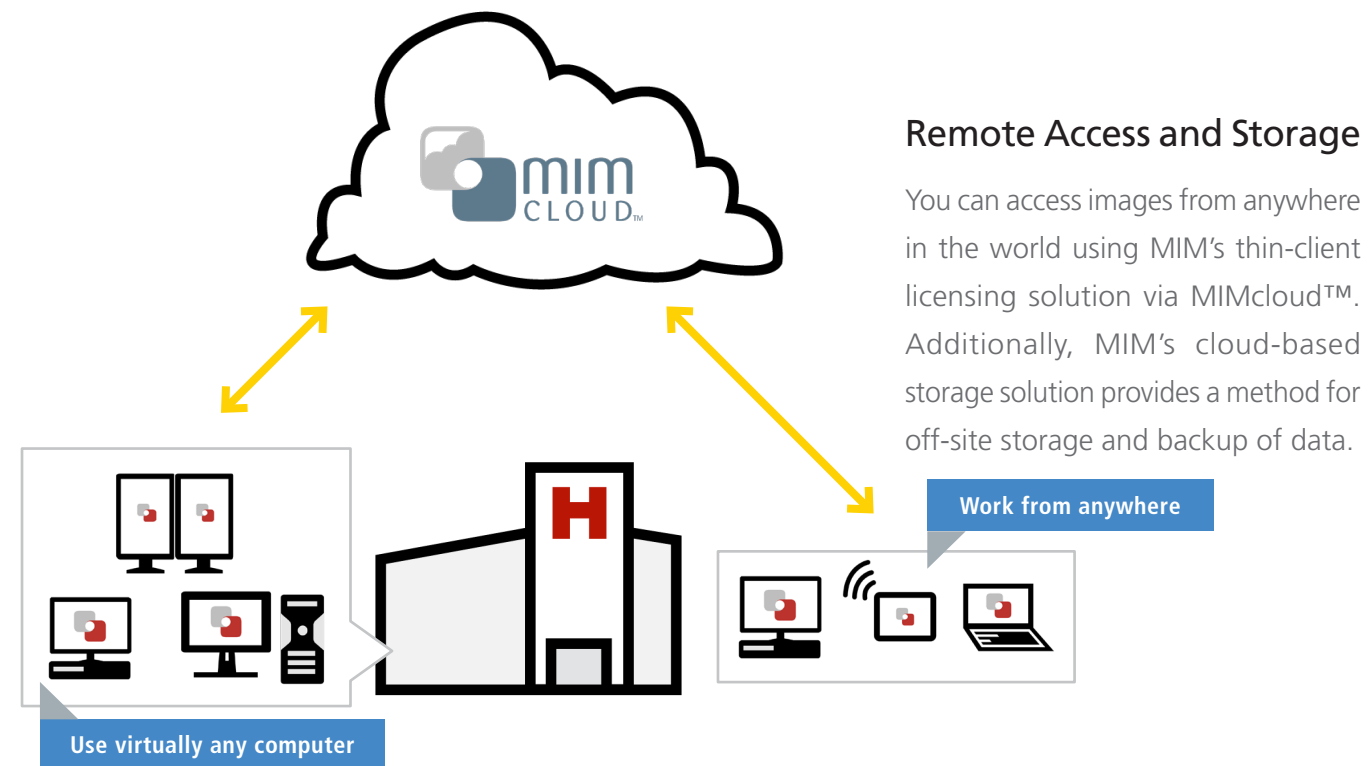 mim
CLOUD™
Remote Access and Storage
You can access images from anywhere
in the world using MIM’s thin-client
licensing solution via MIMcloud™.
Additionally, MIM’s cloud-based
storage solution provides a method for
off-site storage and backup of data.
H
Work from anywhere
Use virtually any computer